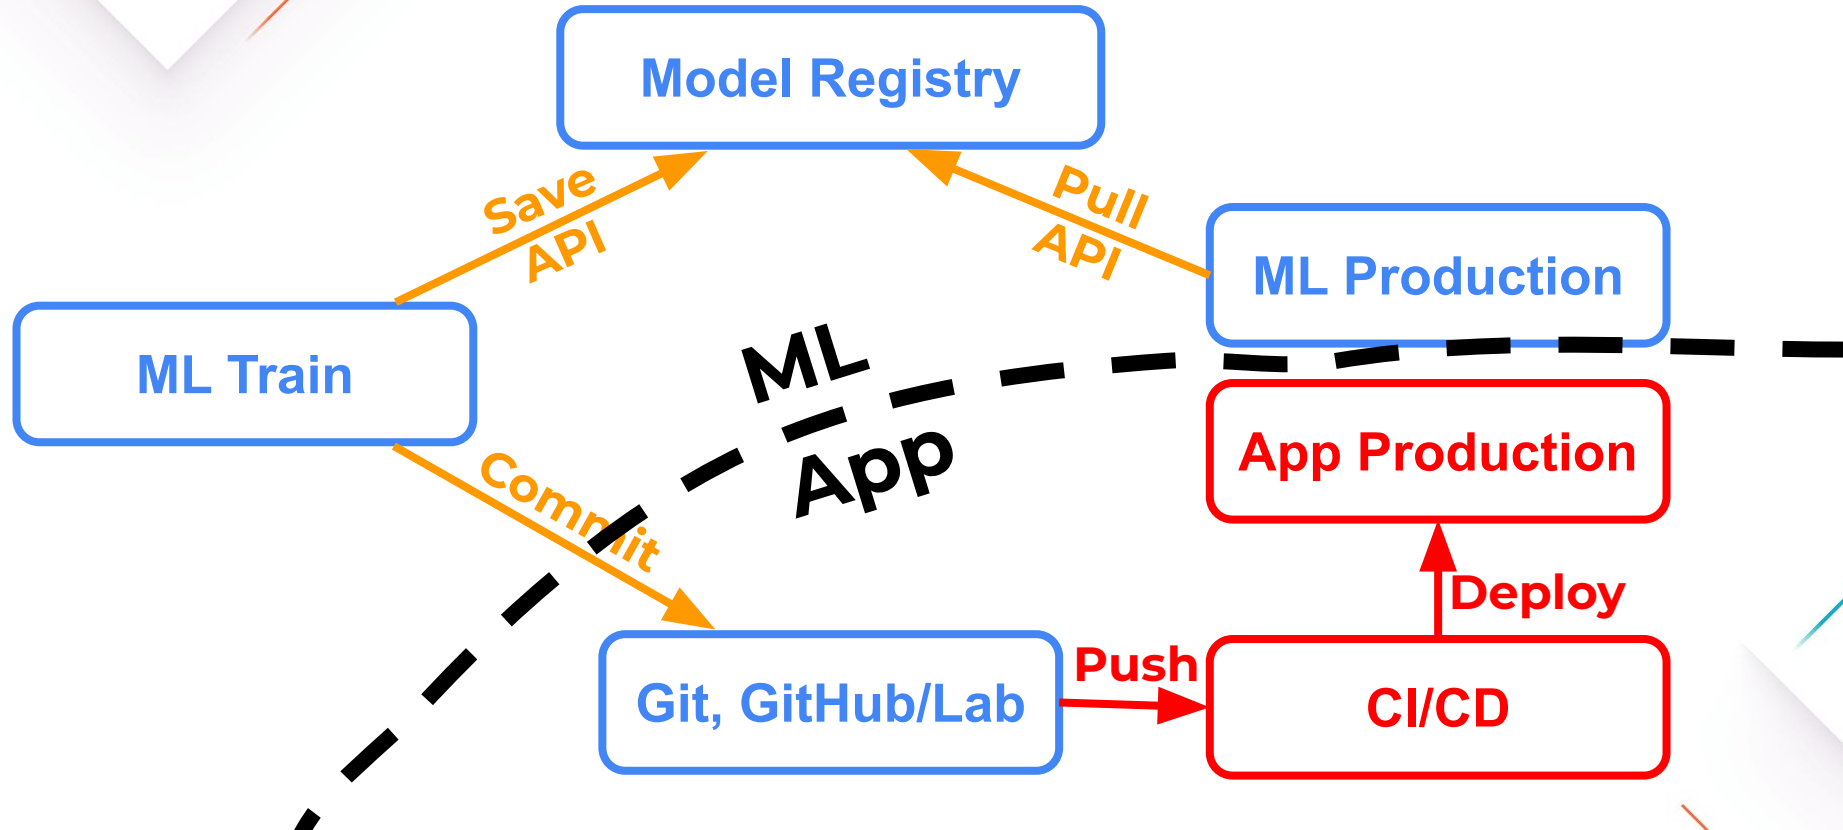 Model Registry
Save
API
Pull
API
ML Production
ML Train
ML
App
App Production
Commit
Deploy
Push
Git, GitHub/Lab
CI/CD